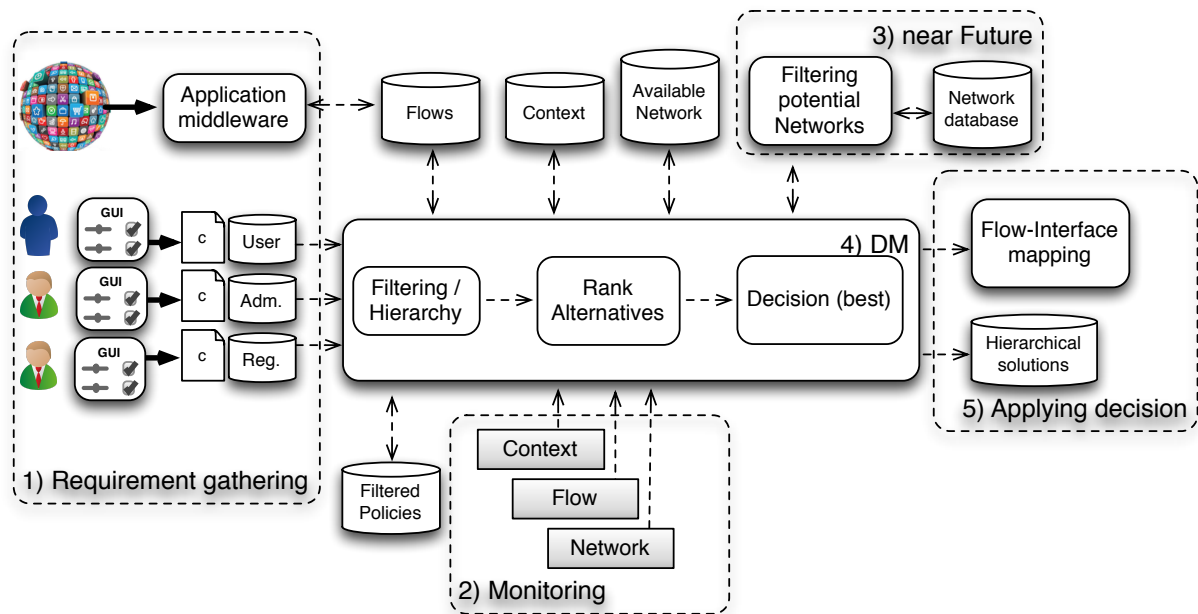 3) near Future
Application
middleware
Flows
Context
Available
Network
Filtering
potential
Networks
Network
database
GUI
c
User
GUI
c
Adm.
GUI
c
Reg.
1) Requirement gathering
4) DM
Filtering /
Hierarchy
Rank
Alternatives
Decision (best)
Flow-Interface
mapping
Hierarchical
solutions
5) Applying decision
Filtered
Policies
Context
Flow
Network
2) Monitoring